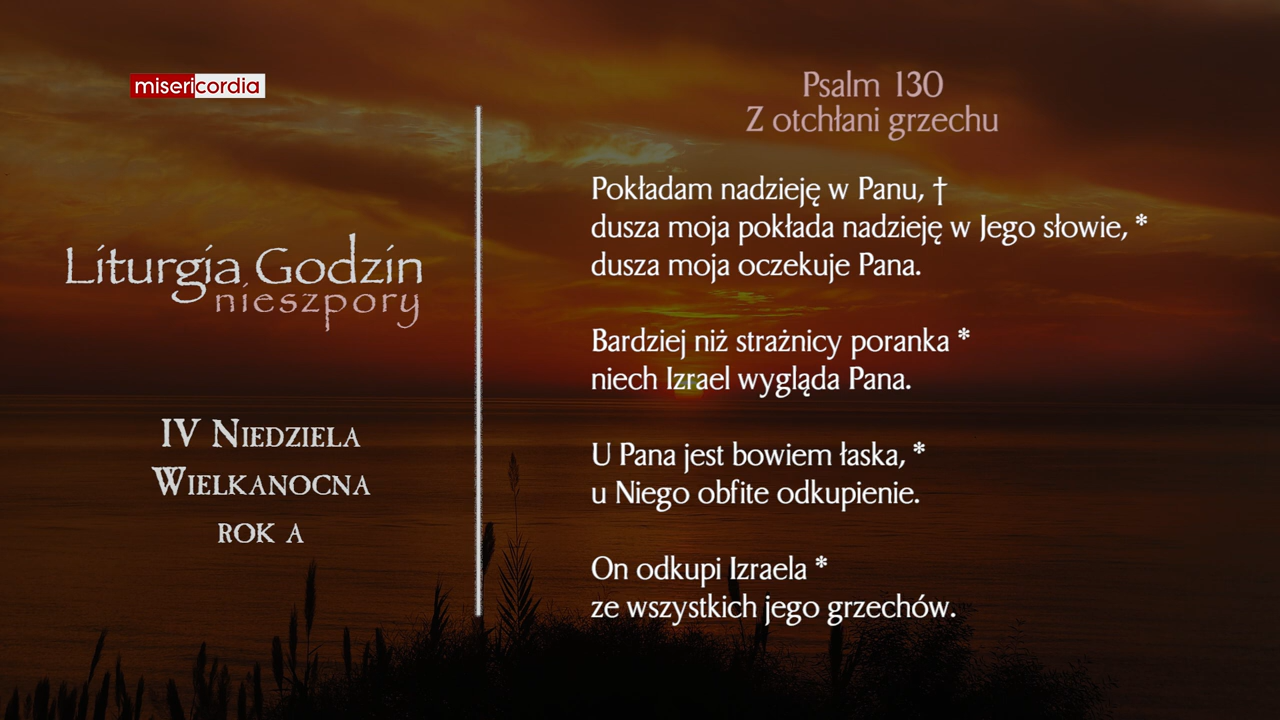 misericordia
Liturgia Godzin
nieszpory
IV Niedziela
Wielkanocna
rok A
Psalm 130
Z otchłani grzechu
Pokładam nadzieję w Panu, †
dusza moja pokłada nadzieję w Jego słowie, *
dusza moja oczekuje Pana.
Bardziej niż strażnicy poranka *
niech Izrael wygląda Pana.
U Pana jest bowiem łaska, *
u Niego obfite odkupienie.
On odkupi Izraela *
ze wszystkich jego grzechów.